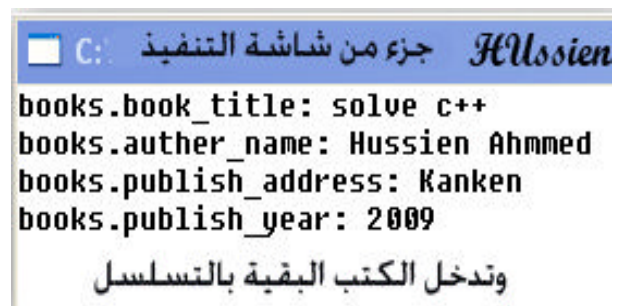 C: جزء من شاشة التنفيذ HUssien
books.book_title: solve c++
books.auther_name: Hussien Ahmmed
books.publish_address: Kanken
books.publish_year: 2009
وتدخل الكتب البقية بالتسلسل